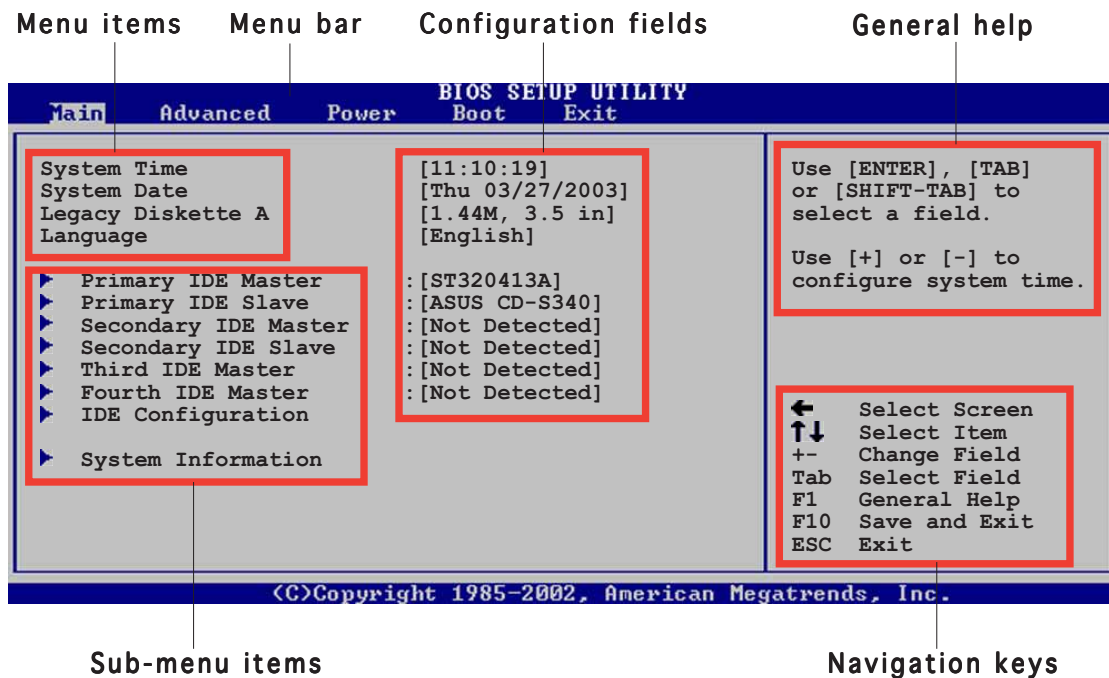 Menu items Menu bar Configuration fields General help
BIOS SETUP UTILITY
Main Advanced Power Boot Exit
System Time [11:10:19]
System Date [Thu 03/27/2003]
Legacy Diskette A [1.44M, 3.5 in]
Language [English]
Primary IDE Master :[ST320413A]
Primary IDE Slave :[ASUS CD-S340]
Secondary IDE Master :[Not Detected]
Secondary IDE Slave :[Not Detected]
Third IDE Master :[Not Detected]
Fourth IDE Master :[Not Detected]
IDE Configuration
System Information
Use [ENTER], [TAB]
or [SHIFT-TAB] to
select a field.
Use [+] or [-] to
configure system time.
← Select Screen
↑↓ Select Item
+- Change Field
Tab Select Field
F1 General Help
F10 Save and Exit
ESC Exit
(C)Copyright 1985-2002, American Megatrends, Inc.
Sub-menu items Navigation keys